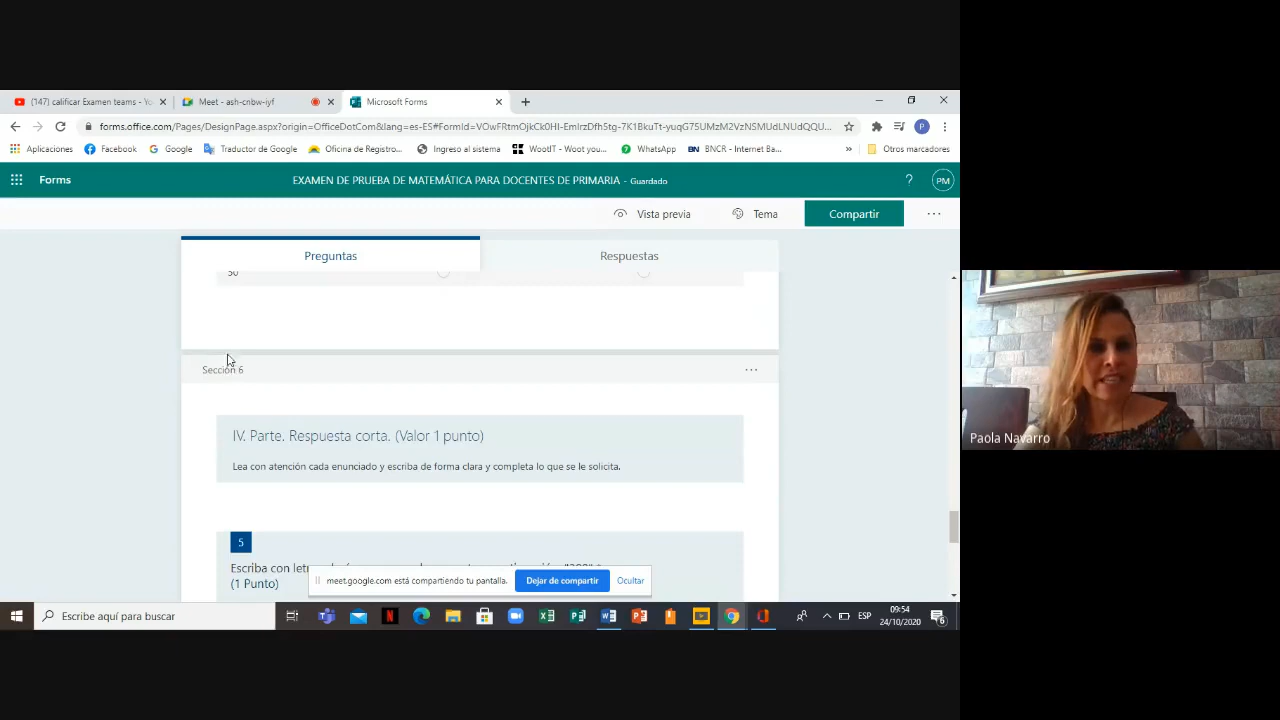 (147) calificar Examen teams - Yo
Meet - ash-cnbw-iyf
Microsoft Forms
forms.office.com/Pages/DesignPage.aspx?origin=OfficeDotCom&lang=es-ES#FormId=VOwFRtmOjkCk0HI-EmIrzDfh5tg-7K1BkuTt-yuqG75UMzM2VzNSMUdLNUdQQU...
Aplicaciones
Facebook
Google
Traductor de Google
Oficina de Registro...
Ingreso al sistema
WootIT - Woot you...
WhatsApp
BN
BNCR - Internet Ba...
»
Otros marcadores
Forms
EXAMEN DE PRUEBA DE MATEMÁTICA PARA DOCENTES DE PRIMARIA - Guardado
?
PM
Vista previa
Tema
Compartir
...
Preguntas
Respuestas
50
Sección 6
...
IV. Parte. Respuesta corta. (Valor 1 punto)
Lea con atención cada enunciado y escriba de forma clara y completa lo que se le solicita.
5
Escriba con
(1 Punto)
meet.google.com está compartiendo tu pantalla.
Dejar de compartir
Ocultar
Paola Navarro
Escribe aquí para buscar
ESP
09:54
24/10/2020
6